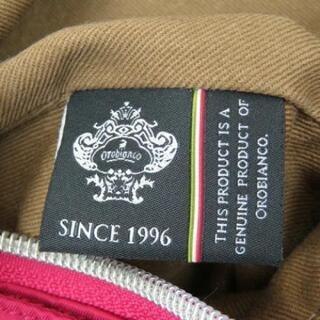 Orobianco
SINCE 1996
THIS PRODUCT IS A
GENUINE PRODUCT OF
OROBIANCO.